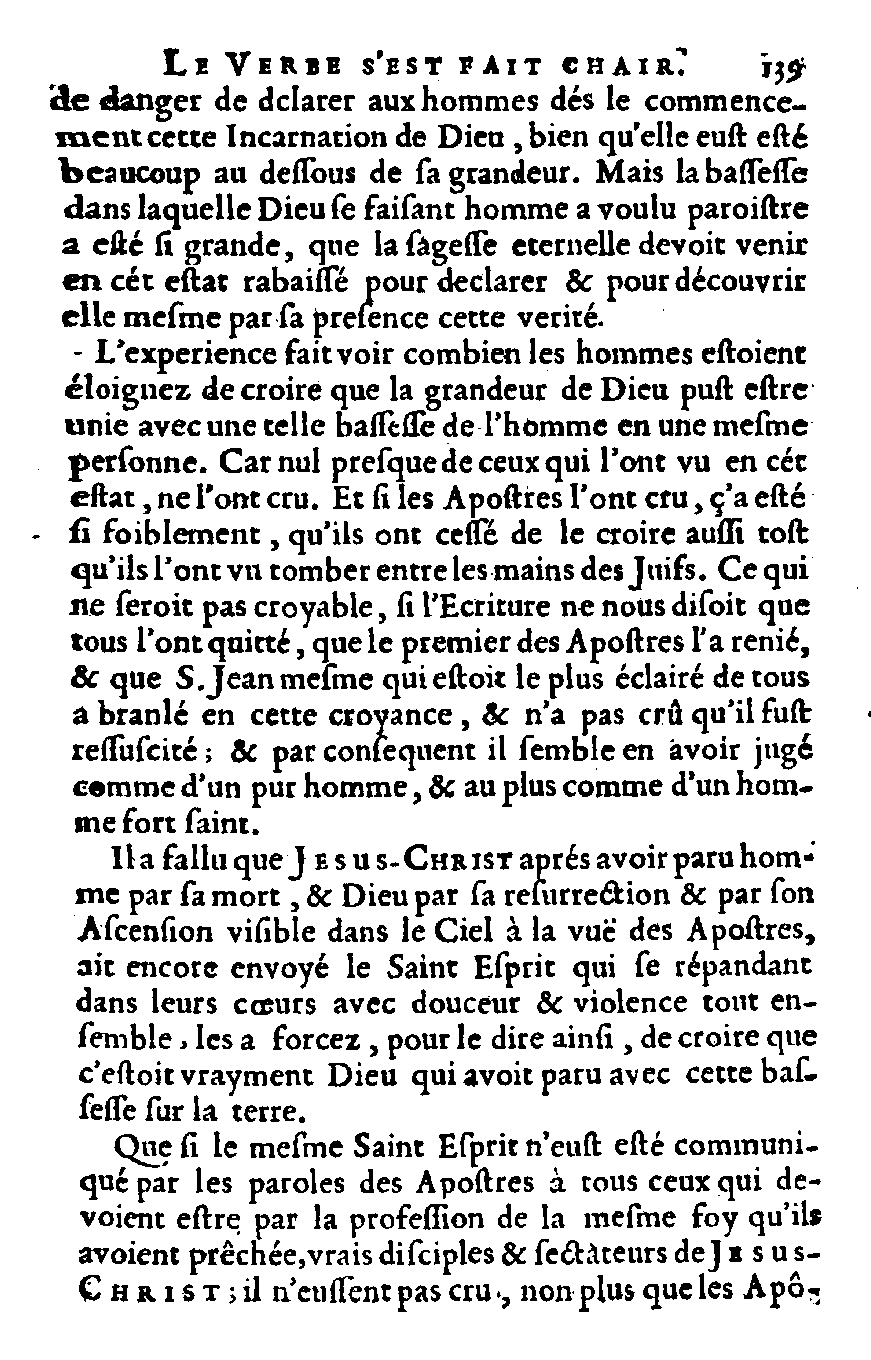 LE VERBE S'EST FAIT CHAIR. 139
de danger de dclarer aux hommes dés le commence-
ment cette Incarnation de Dieu, bien qu'elle euſt eſté
beaucoup au deſſous de ſa grandeur. Mais la baſſeſſe
dans laquelle Dieu ſe faiſant homme a voulu paroiſtre
a eſté ſi grande, que la ſageſſe eternelle devoit venir
en cét eſtat rabaiſſé pour declarer & pour découvrir
elle meſme par ſa preſence cette verité.
- L'experience fait voir combien les hommes eſtoient
éloignez de croire que la grandeur de Dieu puſt eſtre
unie avec une telle baſſeſſe de l'homme en une meſme
perſonne. Car nul preſque de ceux qui l'ont vu en cét
eſtat, ne l'ont cru. Et ſi les Apoſtres l'ont cru, ç'a eſté
ſi foiblement, qu'ils ont ceſſé de le croire auſſi toſt
qu'ils l'ont vu tomber entre les mains des Juifs. Ce qui
ne ſeroit pas croyable, ſi l'Ecriture ne nous diſoit que
tous l'ont quitté, que le premier des Apoſtres l'a renié,
& que S. Jean meſme qui eſtoit le plus éclairé de tous
a branlé en cette croyance, & n'a pas crû qu'il fuſt
reſſuſcité; & par conſequent il ſemble en avoir jugé
comme d'un pur homme, & au plus comme d'un hom-
me fort ſaint.
Il a fallu que JESUS-CHRIST aprés avoir paru hom-
me par ſa mort, & Dieu par ſa reſurrection & par ſon
Aſcenſion viſible dans le Ciel à la vuë des Apoſtres,
ait encore envoyé le Saint Eſprit qui ſe répandant
dans leurs cœurs avec douceur & violence tout en-
ſemble, les a forcez, pour le dire ainſi, de croire que
c'eſtoit vrayment Dieu qui avoit paru avec cette baſ-
ſeſſe ſur la terre.
Que ſi le meſme Saint Eſprit n'euſt eſté communi-
qué par les paroles des Apoſtres à tous ceux qui de-
voient eſtre par la profeſſion de la meſme foy qu'ils
avoient prêchée, vrais diſciples & ſectateurs de JESUS-
CHRIST; il n'euſſent pas cru, non plus que les Apô-